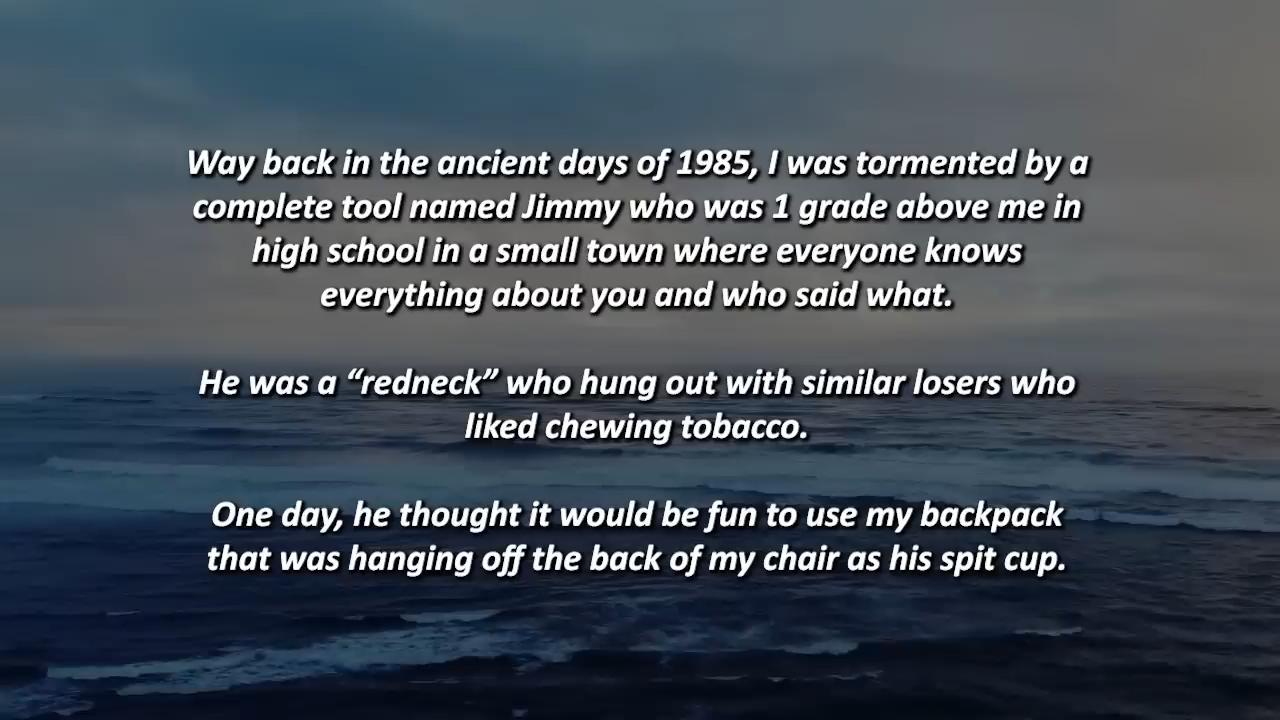 Way back in the ancient days of 1985, I was tormented by a
complete tool named Jimmy who was 1 grade above me in
high school in a small town where everyone knows
everything about you and who said what.
He was a “redneck” who hung out with similar losers who
liked chewing tobacco.
One day, he thought it would be fun to use my backpack
that was hanging off the back of my chair as his spit cup.